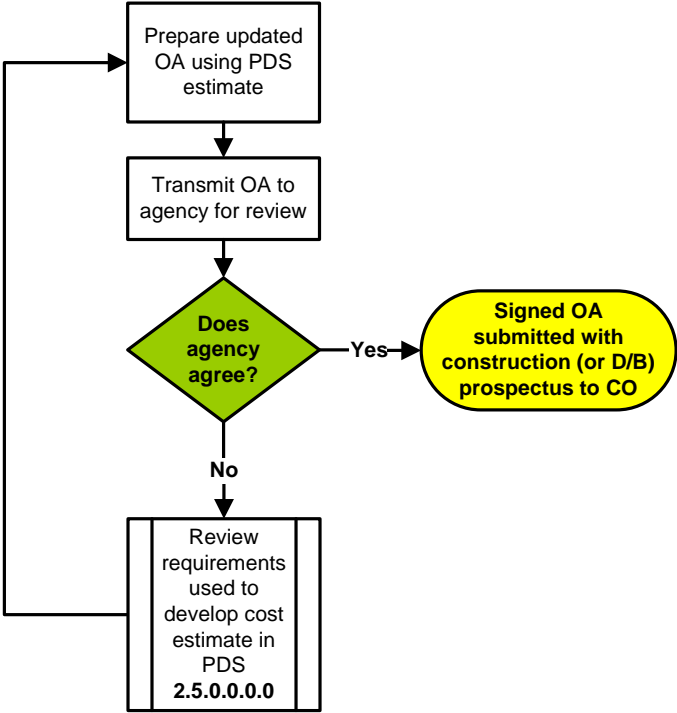 Prepare updated
OA using PDS
estimate
Transmit OA to
agency for review
Does
agency
agree?
Yes
Signed OA
submitted with
construction (or D/B)
prospectus to CO
No
Review
requirements
used to
develop cost
estimate in
PDS
2.5.0.0.0.0